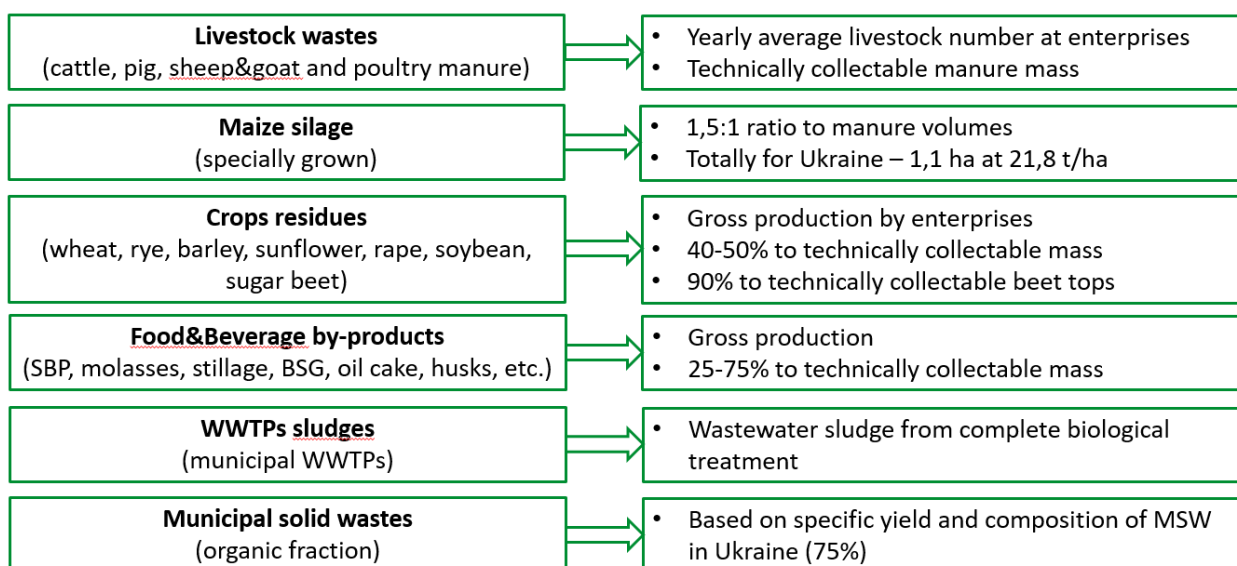 Livestock wastes
(cattle, pig, sheep&goat and poultry manure)
• Yearly average livestock number at enterprises
• Technically collectable manure mass
Maize silage
(specially grown)
• 1,5:1 ratio to manure volumes
• Totally for Ukraine – 1,1 ha at 21,8 t/ha
Crops residues
(wheat, rye, barley, sunflower, rape, soybean,
sugar beet)
• Gross production by enterprises
• 40-50% to technically collectable mass
• 90% to technically collectable beet tops
Food&Beverage by-products
(SBP, molasses, stillage, BSG, oil cake, husks, etc.)
• Gross production
• 25-75% to technically collectable mass
WWTPs sludges
(municipal WWTPs)
• Wastewater sludge from complete biological
treatment
Municipal solid wastes
(organic fraction)
• Based on specific yield and composition of MSW
in Ukraine (75%)